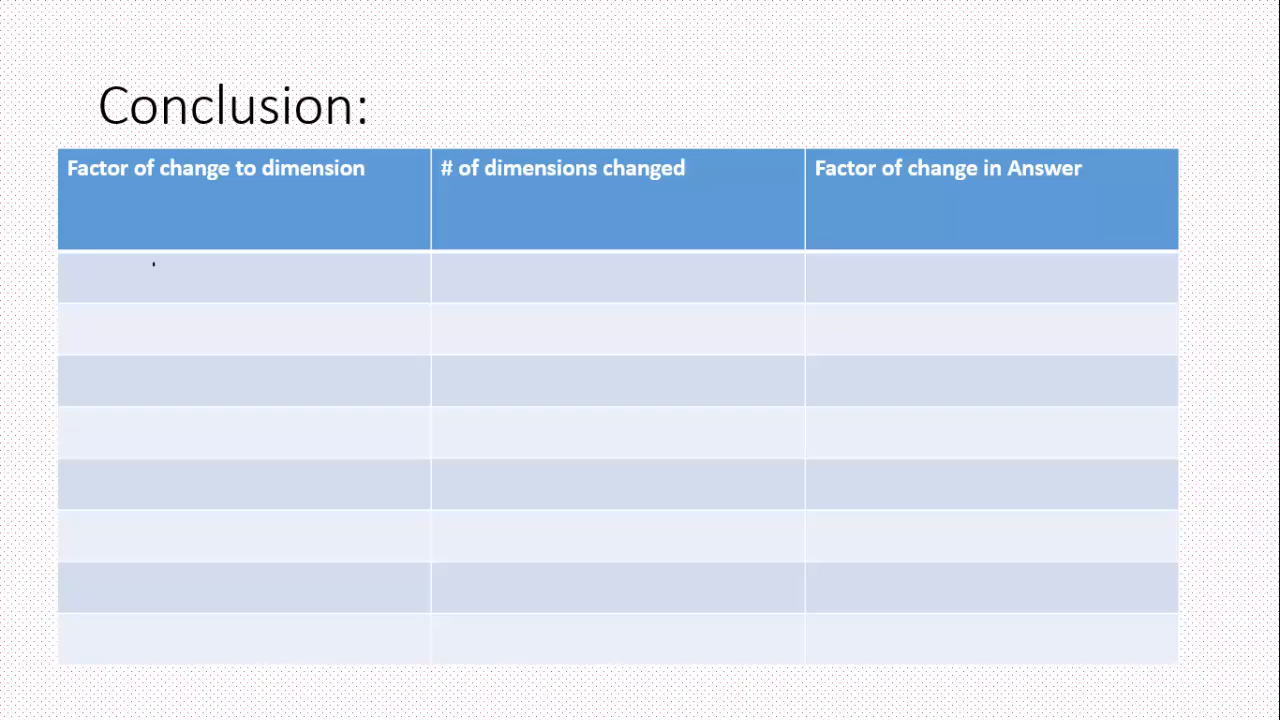 Conclusion:
Factor of change to dimension
# of dimensions changed
Factor of change in Answer